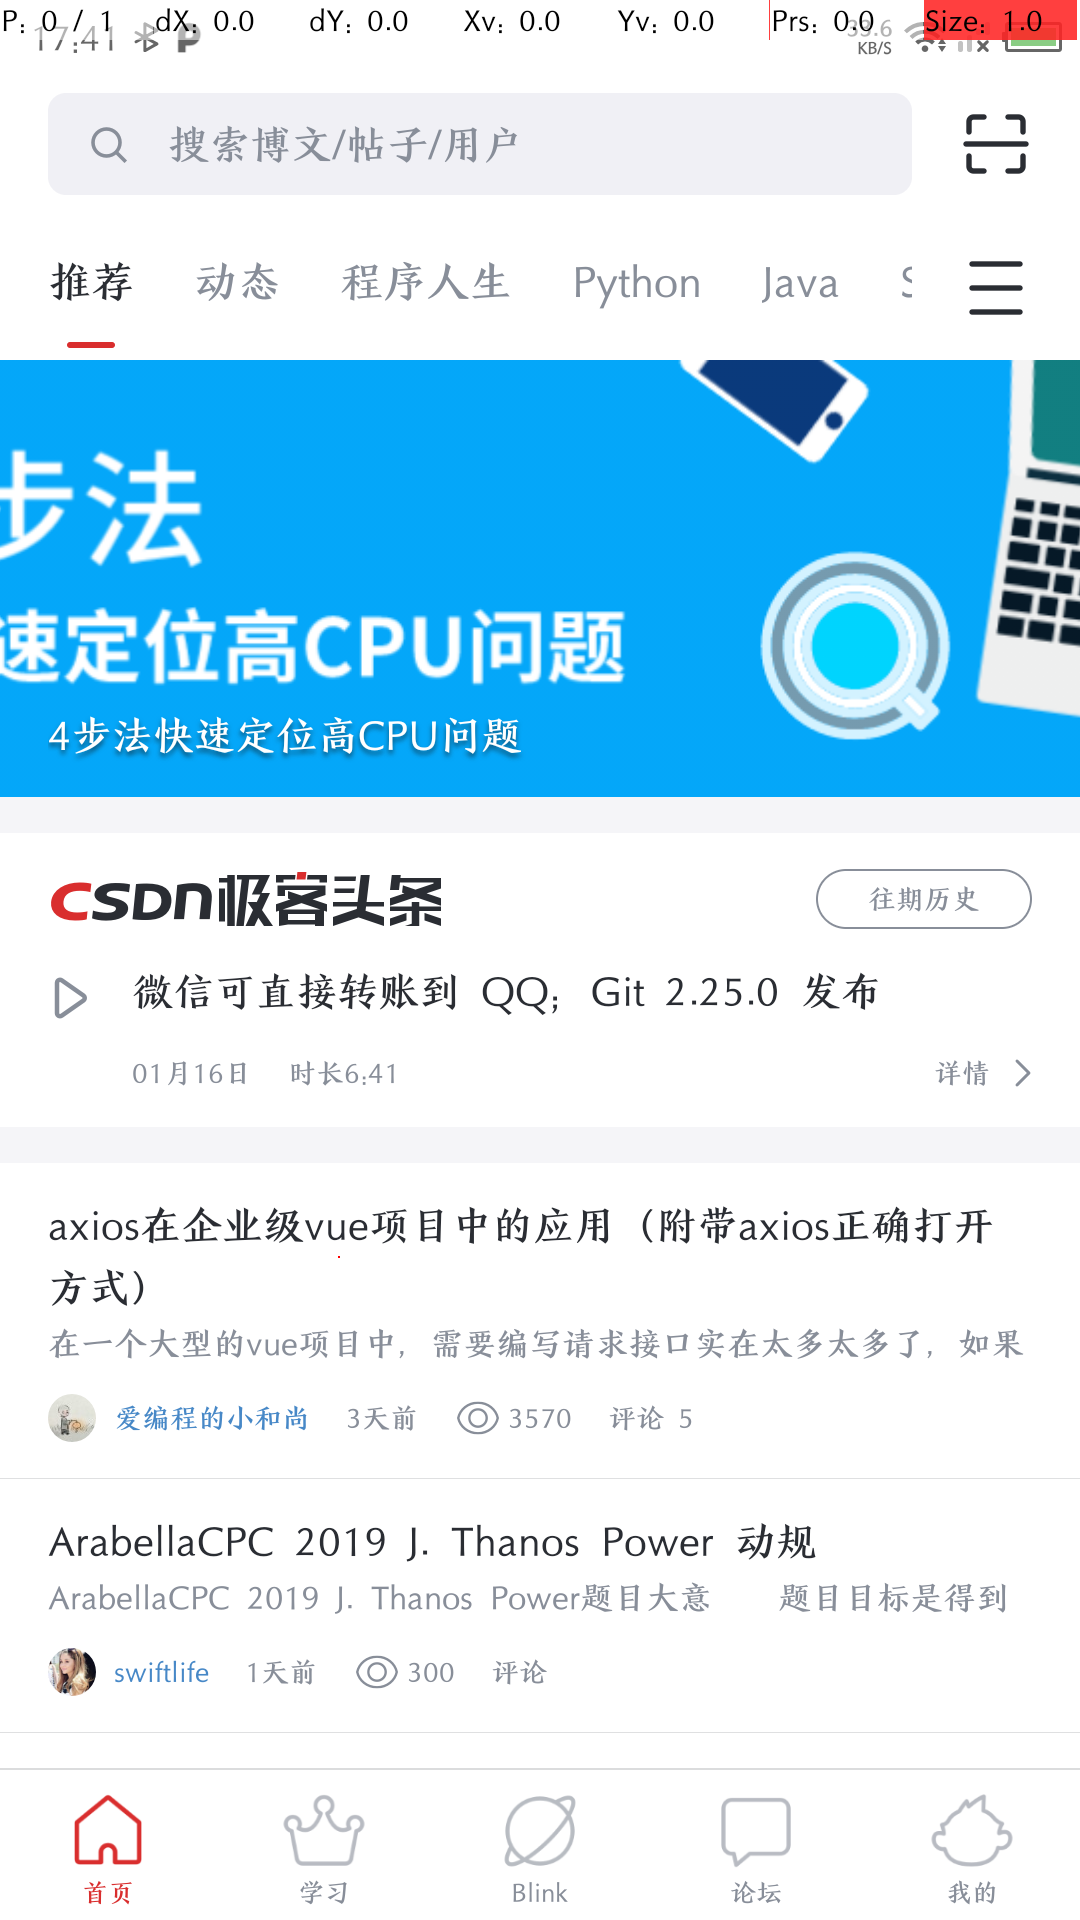 P: 0 / 1 dX: 0.0 dY: 0.0 Xv: 0.0 Yv: 0.0 Prs: 0.0 Size: 1.0
17:41 KB/S
搜索博文/帖子/用户
推荐 动态 程序人生 Python Java
步法
速定位高CPU问题
4步法快速定位高CPU问题
CSDN极客头条 往期历史
微信可直接转账到 QQ; Git 2.25.0 发布
01月16日 时长6:41 详情
axios在企业级vue项目中的应用（附带axios正确打开
方式）
在一个大型的vue项目中，需要编写请求接口实在太多太多了，如果
爱编程的小和尚 3天前 3570 评论 5
ArabellaCPC 2019 J. Thanos Power 动规
ArabellaCPC 2019 J. Thanos Power题目大意 题目目标是得到
swiftlife 1天前 300 评论
首页 学习 Blink 论坛 我的